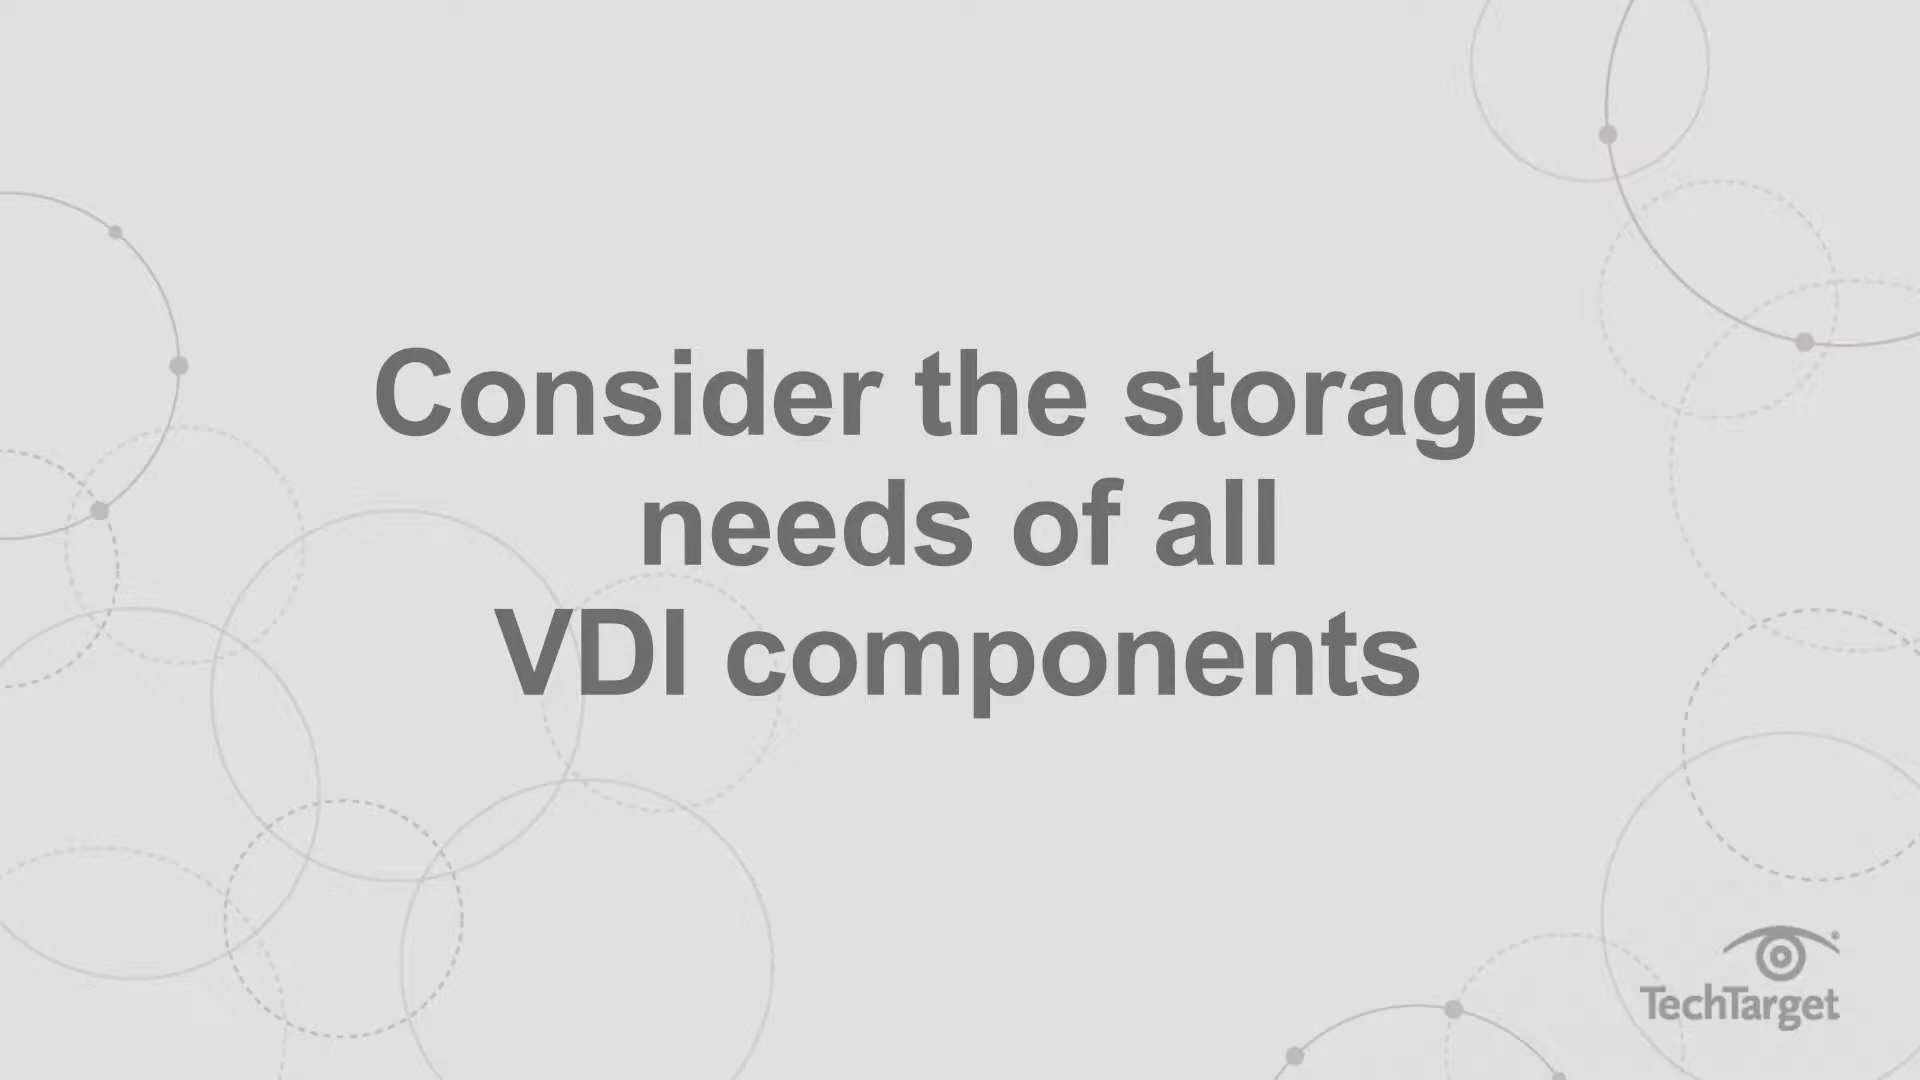 Consider the storage
needs of all
VDI components
TechTarget